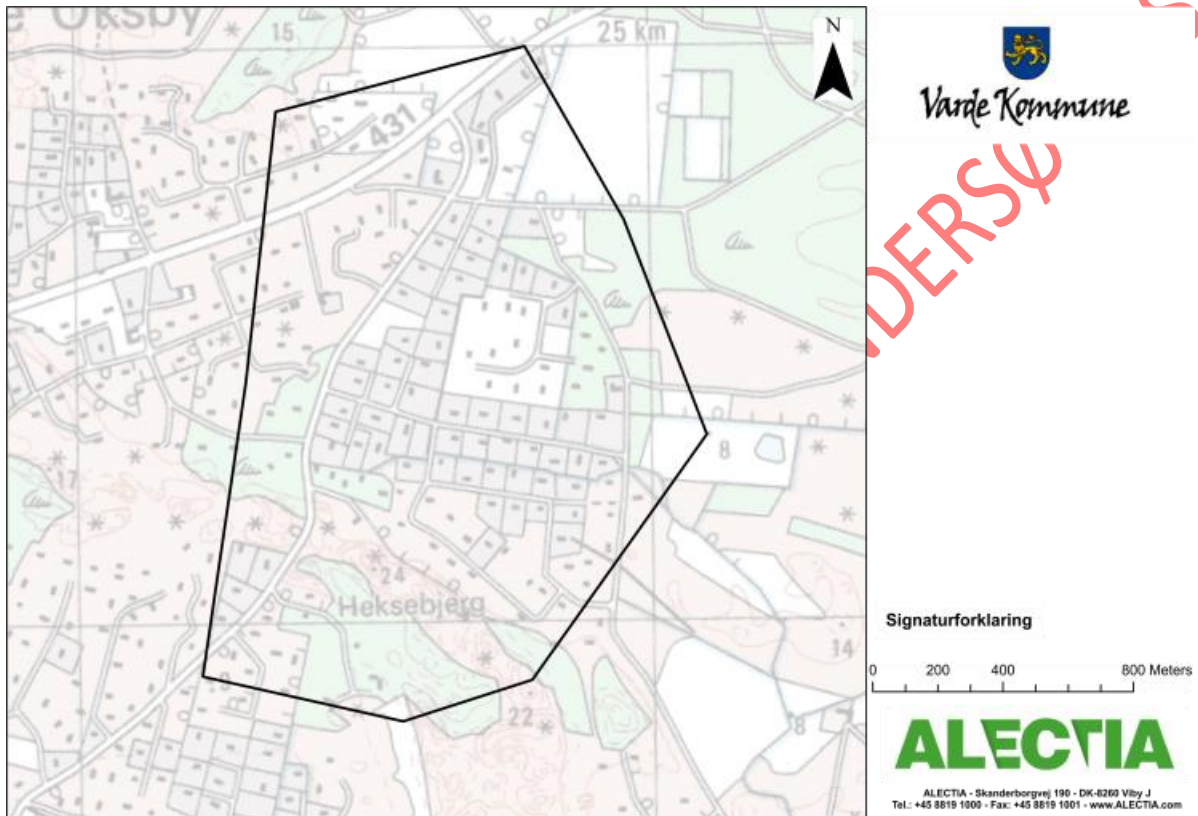 Oksby
15
25 km
N
431
17
8
24
Heksebjerg
14
22
8
Varde Kommune
NDERSØ
Signaturforklaring
0 200 400 800 Meters
ALECTIA
ALECTIA - Skanderborgvej 190 - DK-8260 Viby J
Tel.: +45 8819 1000 - Fax: +45 8819 1001 - www.ALECTIA.com